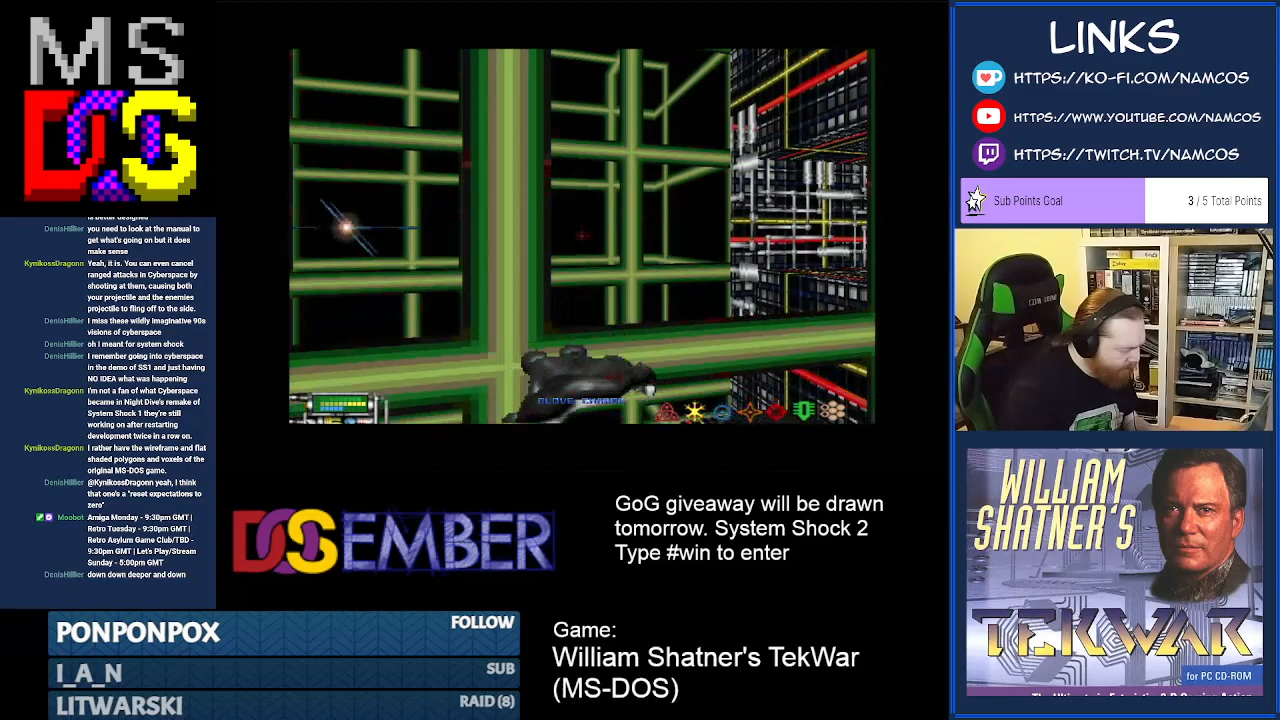 MS
DOS
is better designed
DenisHillier you need to look at the manual to
get what's going on but it does
make sense
KynikossDragonn Yeah, it is. You can even cancel
ranged attacks in Cyberspace by
shooting at them, causing both
your projectile and the enemies
projectile to fling off to the side.
DenisHillier I miss these wildly imaginative 90s
visions of cyberspace
DenisHillier oh I meant for system shock
DenisHillier I remember going into cyberspace
in the demo of SS1 and just having
NO IDEA what was happening
KynikossDragonn I'm not a fan of what Cyberspace
became in Night Dive's remake of
System Shock 1 they're still
working on after restarting
development twice in a row on.
KynikossDragonn I rather have the wireframe and flat
shaded polygons and voxels of the
original MS-DOS game.
DenisHillier @KynikossDragonn yeah, I think
that one's a "reset expectations to
zero"
Moobot Amiga Monday - 9:30pm GMT |
Retro Tuesday - 9:30pm GMT |
Retro Asylum Game Club/TBD -
9:30pm GMT | Let's Play/Stream
Sunday - 5:00pm GMT
DenisHillier down down deeper and down
DOSEMBER
GoG giveaway will be drawn
tomorrow. System Shock 2
Type #win to enter
PONPONPOX FOLLOW
I_A_N SUB
LITWARSKI RAID (8)
Game:
William Shatner's TekWar
(MS-DOS)
LINKS
HTTPS://KO-FI.COM/NAMCOS
HTTPS://WWW.YOUTUBE.COM/NAMCOS
HTTPS://TWITCH.TV/NAMCOS
Sub Points Goal 3 / 5 Total Points
WILLIAM
SHATNER'S
TEKWAR
for PC CD-ROM